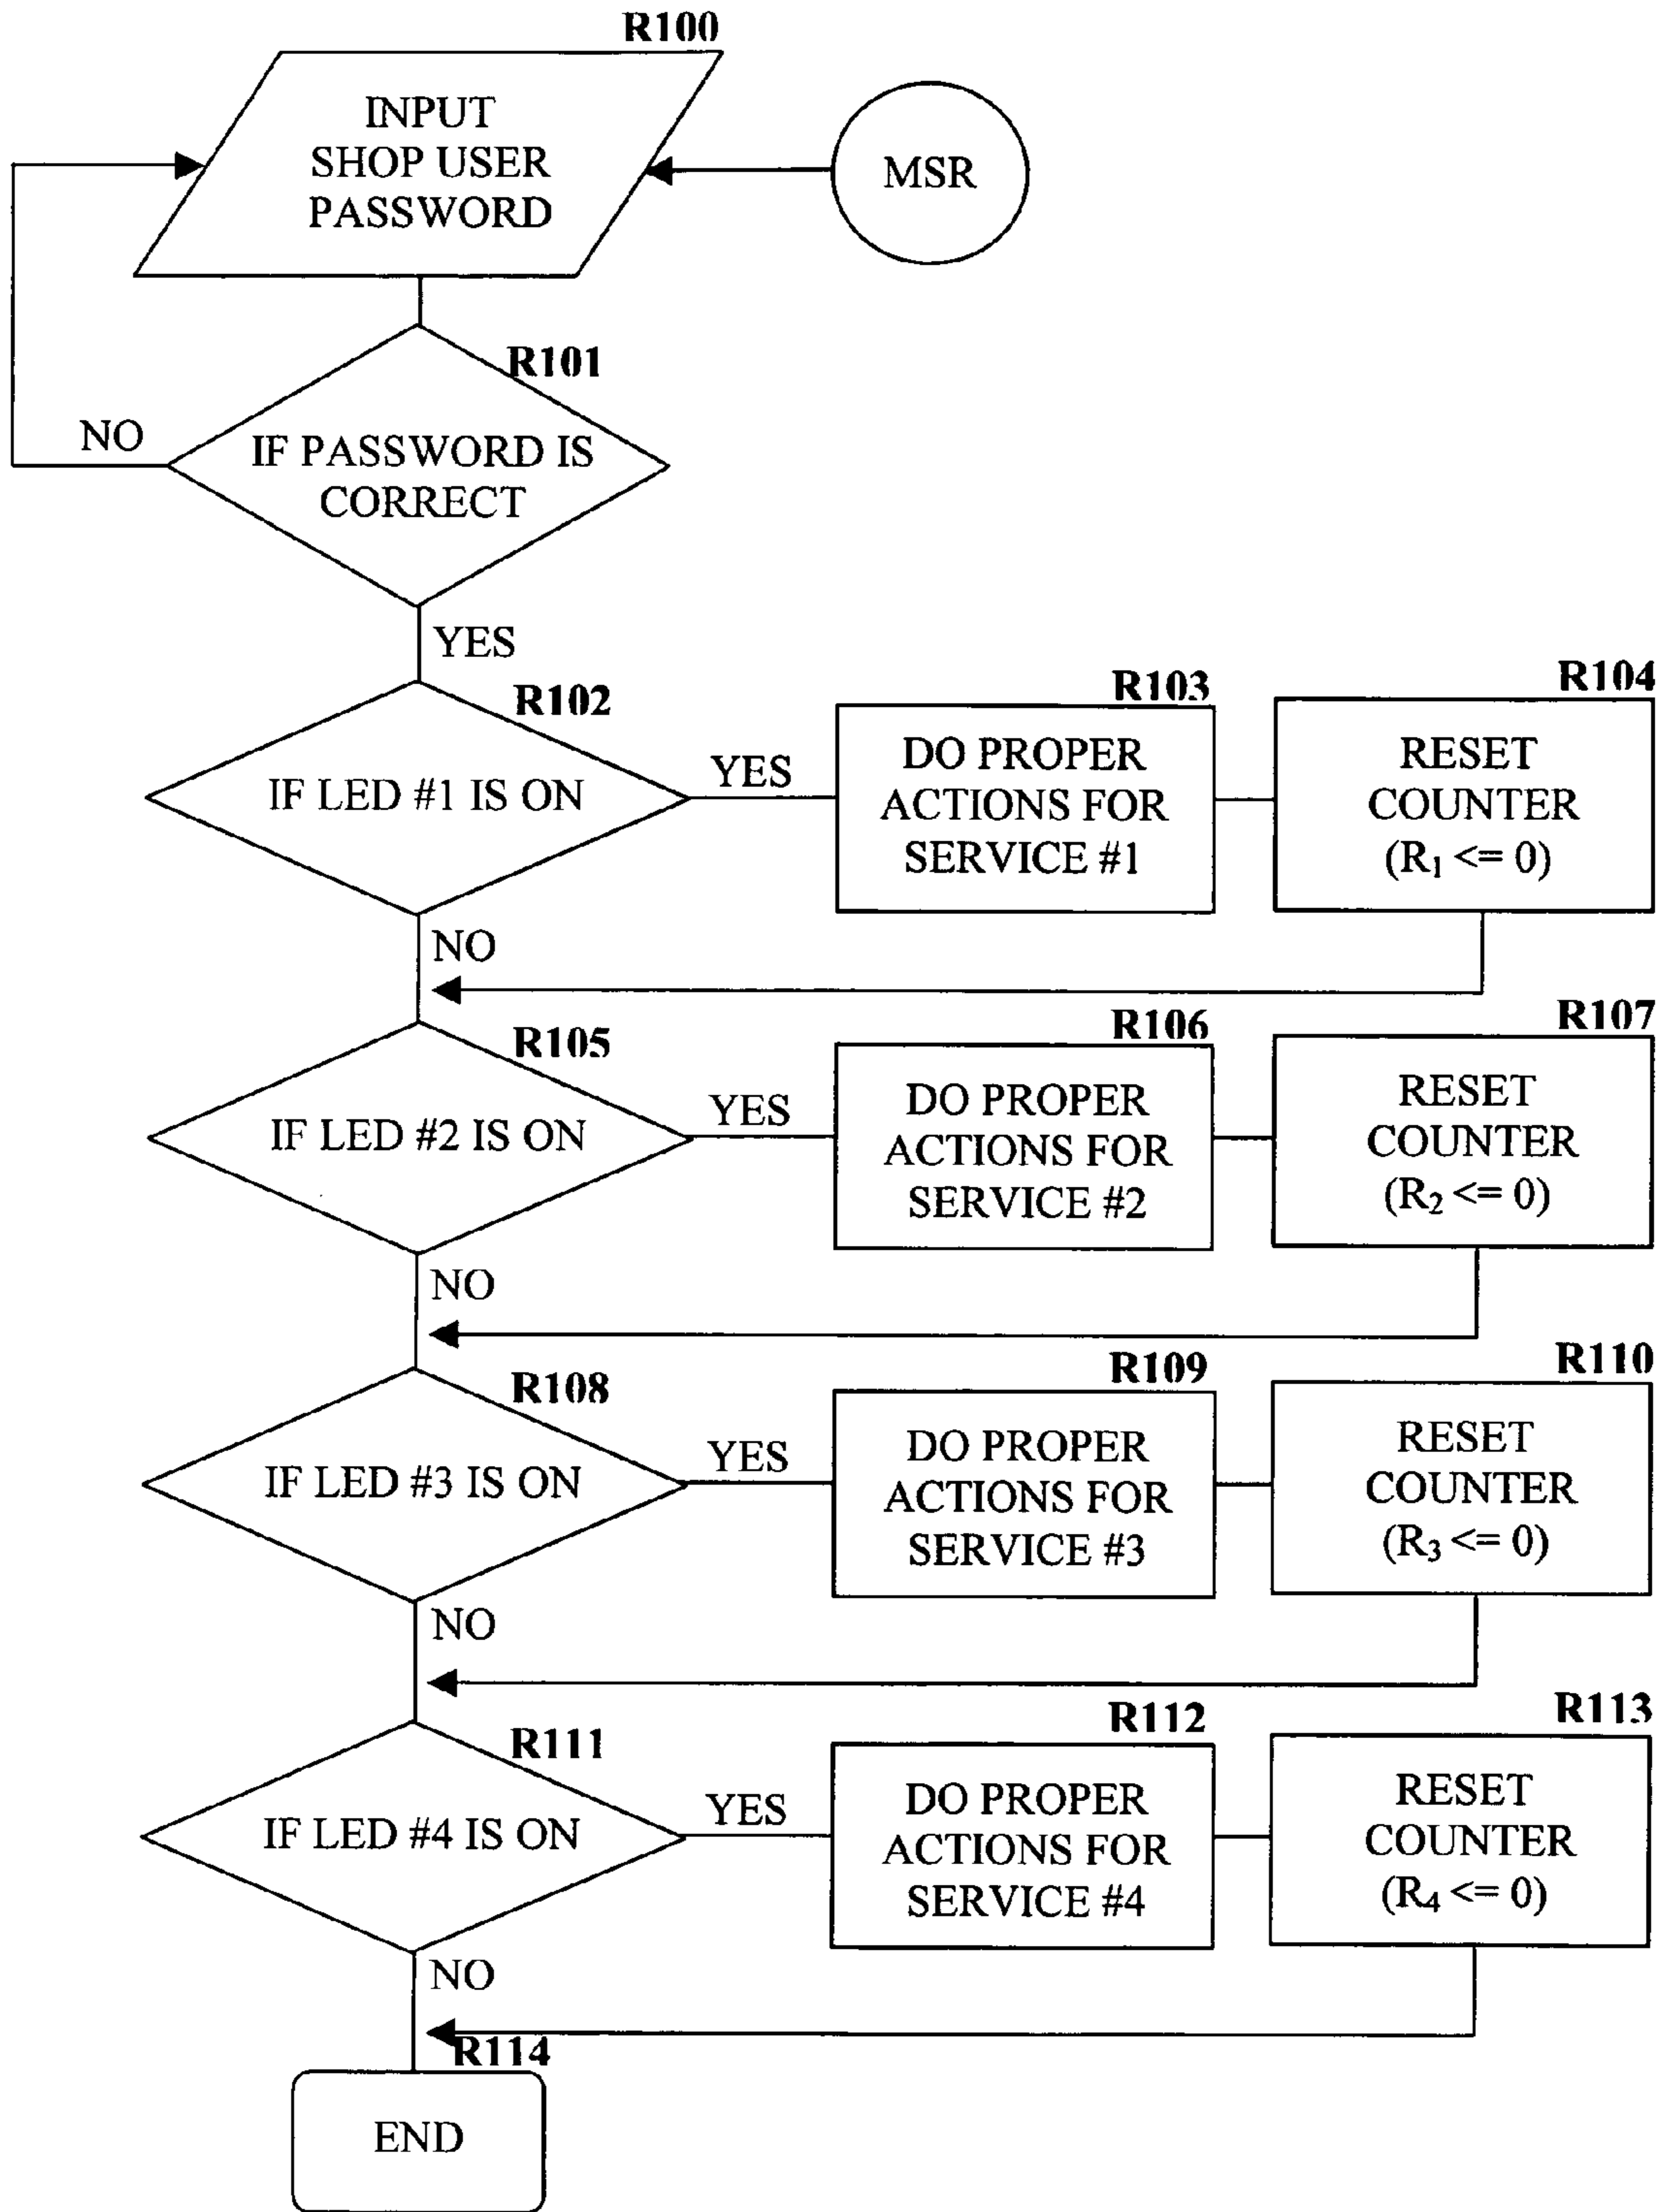 R100
INPUT
SHOP USER
PASSWORD
MSR
R101
NO
IF PASSWORD IS
CORRECT
YES
R102
IF LED #1 IS ON
YES
R103
DO PROPER
ACTIONS FOR
SERVICE #1
R104
RESET
COUNTER
(R₁ <= 0)
NO
R105
IF LED #2 IS ON
YES
R106
DO PROPER
ACTIONS FOR
SERVICE #2
R107
RESET
COUNTER
(R₂ <= 0)
NO
R108
IF LED #3 IS ON
YES
R109
DO PROPER
ACTIONS FOR
SERVICE #3
R110
RESET
COUNTER
(R₃ <= 0)
NO
R111
IF LED #4 IS ON
YES
R112
DO PROPER
ACTIONS FOR
SERVICE #4
R113
RESET
COUNTER
(R₄ <= 0)
NO
R114
END